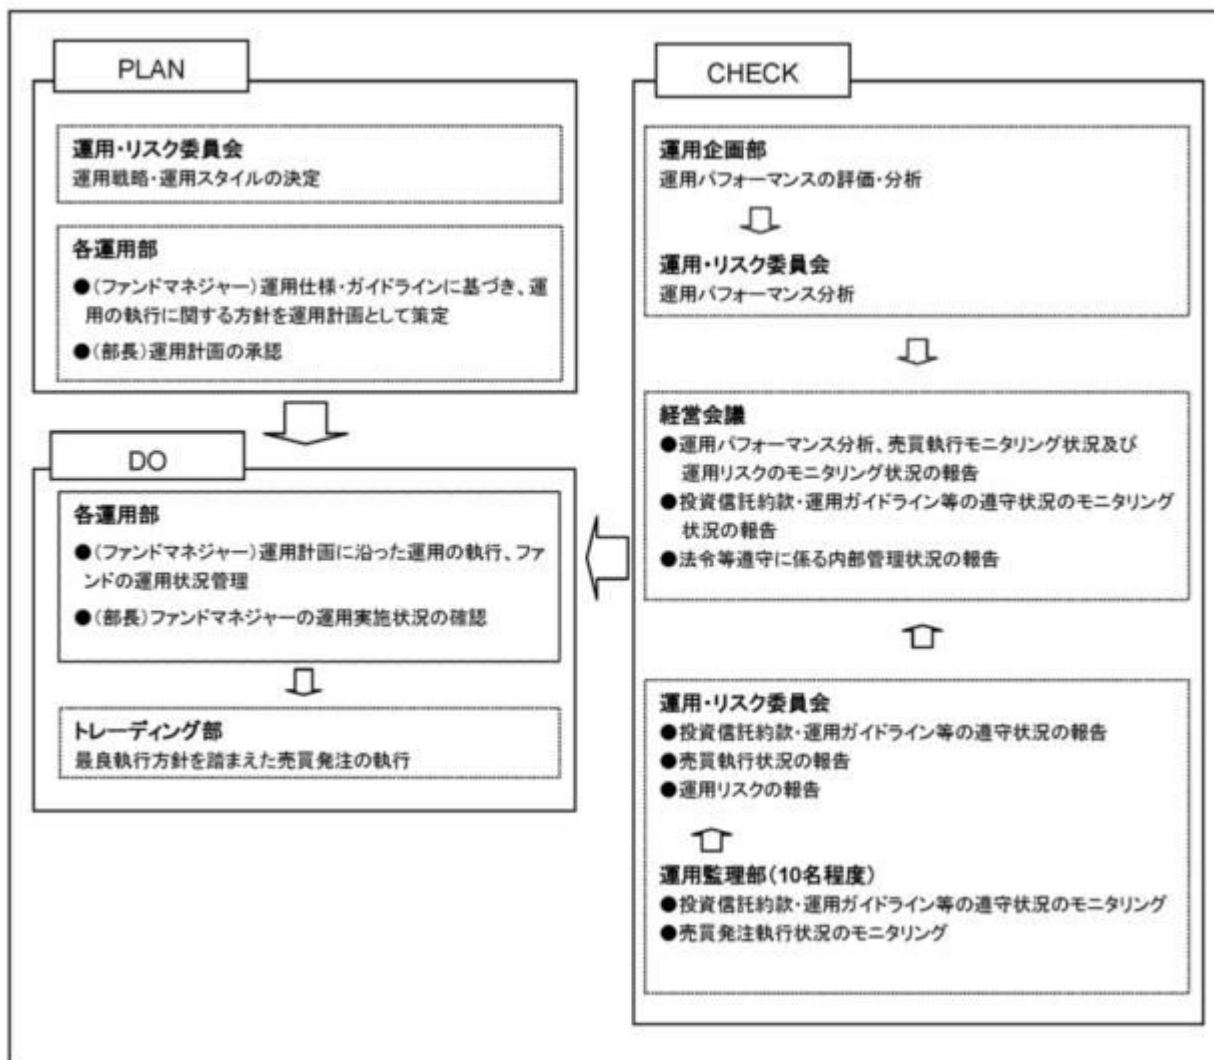 PLAN
運用・リスク委員会
運用戦略・運用スタイルの決定
各運用部
●(ファンドマネジャー)運用仕様・ガイドラインに基づき、運
用の執行に関する方針を運用計画として策定
●(部長)運用計画の承認
DO
各運用部
●(ファンドマネジャー)運用計画に沿った運用の執行、ファ
ンドの運用状況管理
●(部長)ファンドマネジャーの運用実施状況の確認
トレーディング部
最良執行方針を踏まえた売買発注の執行
CHECK
運用企画部
運用パフォーマンスの評価・分析
運用・リスク委員会
運用パフォーマンス分析
経営会議
●運用パフォーマンス分析、売買執行モニタリング状況及び
運用リスクのモニタリング状況の報告
●投資信託約款・運用ガイドライン等の遵守状況のモニタリング
状況の報告
●法令等遵守に係る内部管理状況の報告
運用・リスク委員会
●投資信託約款・運用ガイドライン等の遵守状況の報告
●売買執行状況の報告
●運用リスクの報告
運用監理部(10名程度)
●投資信託約款・運用ガイドライン等の遵守状況のモニタリング
●売買発注執行状況のモニタリング